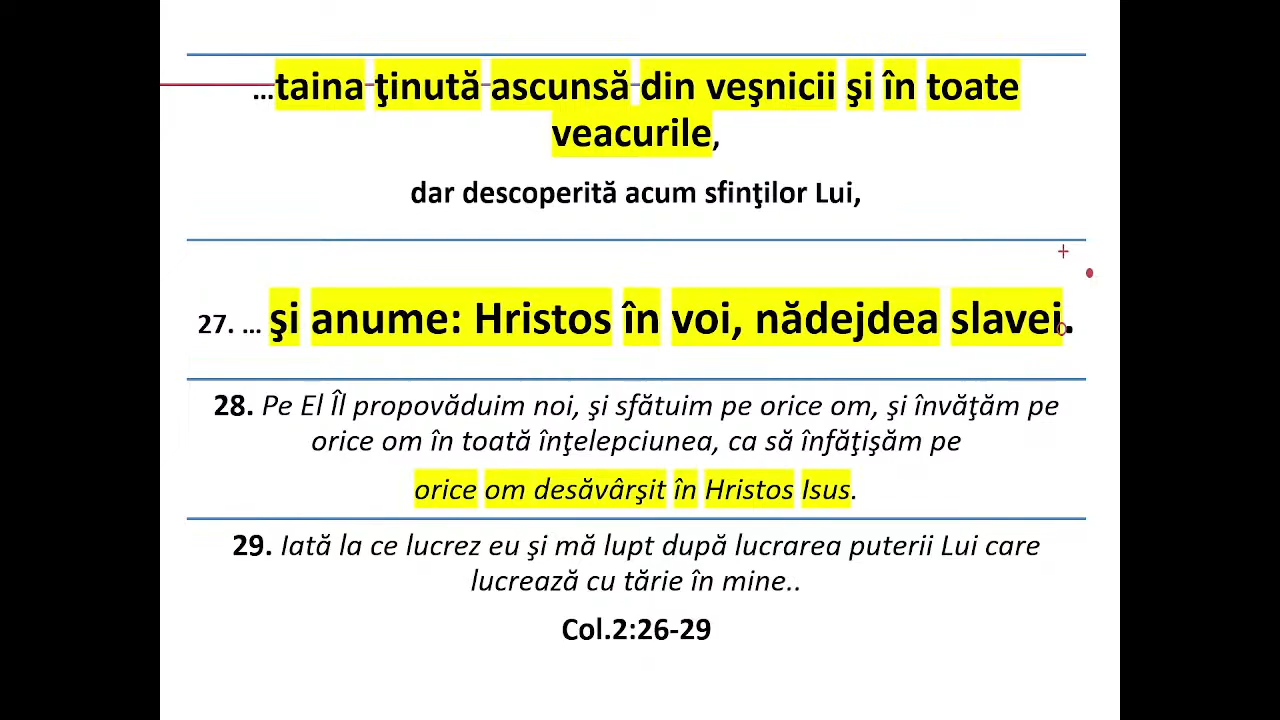 …taina ţinută ascunsă din veşnicii şi în toate
veacurile,
dar descoperită acum sfinţilor Lui,
27. … şi anume: Hristos în voi, nădejdea slavei.
28. Pe El Îl propovăduim noi, şi sfătuim pe orice om, şi învăţăm pe
orice om în toată înţelepciunea, ca să înfăţişăm pe
orice om desăvârşit în Hristos Isus.
29. Iată la ce lucrez eu şi mă lupt după lucrarea puterii Lui care
lucrează cu tărie în mine..
Col.2:26-29